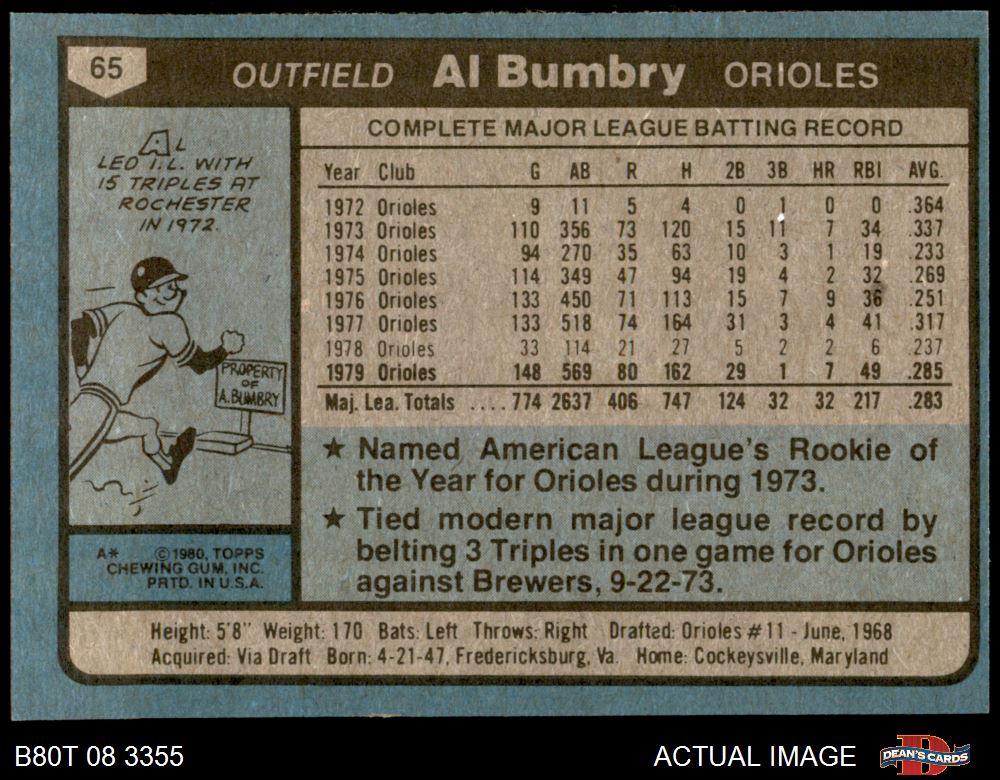 65 OUTFIELD Al Bumbry ORIOLES
AL
LED I.L. WITH
15 TRIPLES AT
ROCHESTER
IN 1972.
PROPERTY
OF
A. BUMBRY
A* © 1980, TOPPS
CHEWING GUM, INC.
PRTD. IN U.S.A.
COMPLETE MAJOR LEAGUE BATTING RECORD
Year Club G AB R H 2B 3B HR RBI AVG.
1972 Orioles 9 11 5 4 0 1 0 0 .364
1973 Orioles 110 356 73 120 15 11 7 34 .337
1974 Orioles 94 270 35 63 10 3 1 19 .233
1975 Orioles 114 349 47 94 19 4 2 32 .269
1976 Orioles 133 450 71 113 15 7 9 36 .251
1977 Orioles 133 518 74 164 31 3 4 41 .317
1978 Orioles 33 114 21 27 5 2 2 6 .237
1979 Orioles 148 569 80 162 29 1 7 49 .285
Maj. Lea. Totals .... 774 2637 406 747 124 32 32 217 .283
★ Named American League's Rookie of
the Year for Orioles during 1973.
★ Tied modern major league record by
belting 3 Triples in one game for Orioles
against Brewers, 9-22-73.
Height: 5'8" Weight: 170 Bats: Left Throws: Right Drafted: Orioles #11 - June, 1968
Acquired: Via Draft Born: 4-21-47, Fredericksburg, Va. Home: Cockeysville, Maryland
B80T 08 3355 ACTUAL IMAGE DEAN'S CARDS